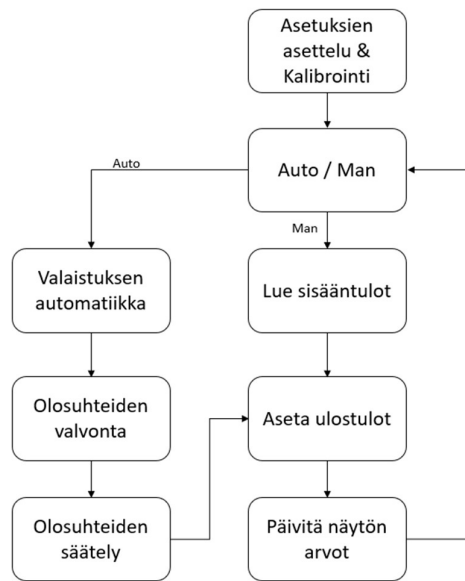 Asetuksien
asettelu &
Kalibrointi
Auto / Man
Auto
Man
Valaistuksen
automatiikka
Lue sisääntulot
Olosuhteiden
valvonta
Aseta ulostulot
Olosuhteiden
säätely
Päivitä näytön
arvot